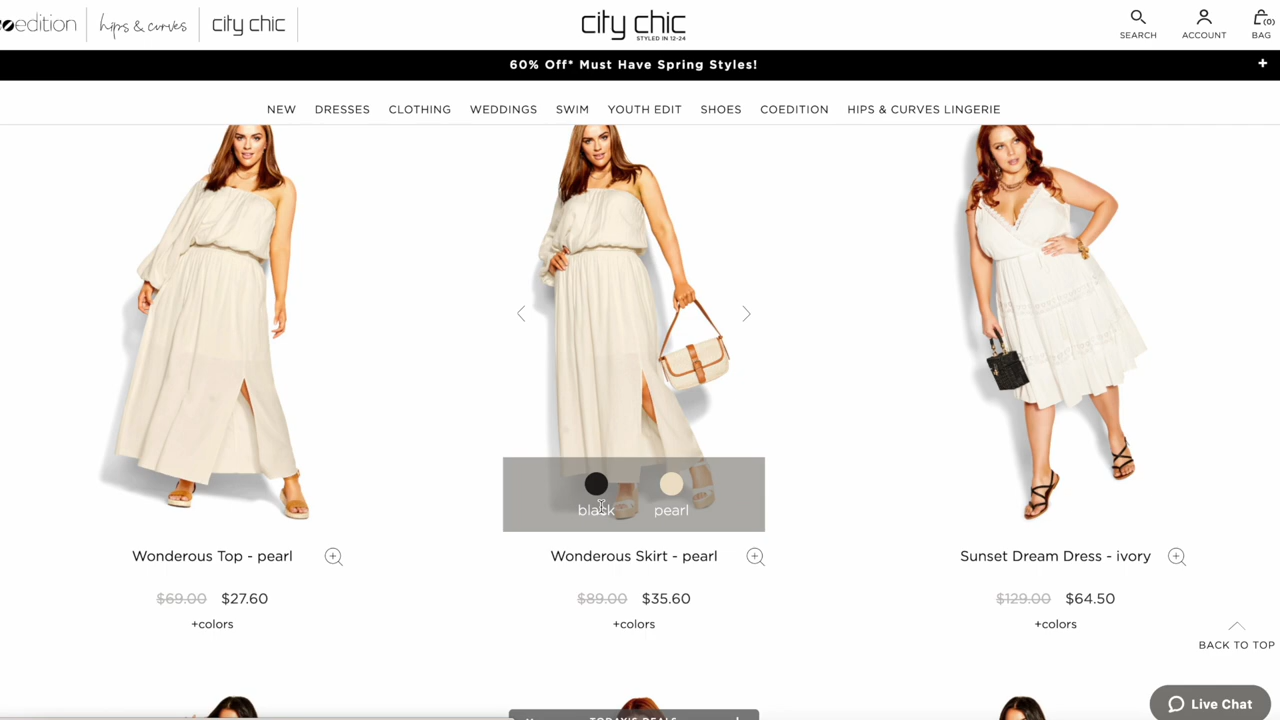 edition
hips & curves
city chic
city chic
STYLED IN 12-24
SEARCH
ACCOUNT
(0)
BAG
60% Off* Must Have Spring Styles!
+
NEW
DRESSES
CLOTHING
WEDDINGS
SWIM
YOUTH EDIT
SHOES
COEDITION
HIPS & CURVES LINGERIE
black
pearl
Wonderous Top - pearl
Wonderous Skirt - pearl
Sunset Dream Dress - ivory
$69.00 $27.60
$89.00 $35.60
$129.00 $64.50
+colors
+colors
+colors
BACK TO TOP
Live Chat
TODAY'S DEALS